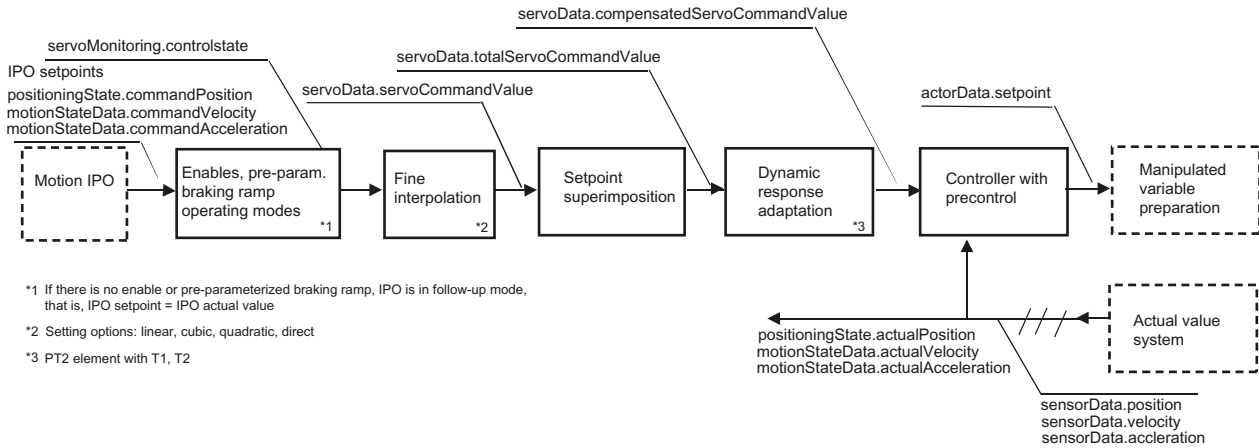 servoData.compensatedServoCommandValue
servoMonitoring.controlstate
servoData.totalServoCommandValue
IPO setpoints
servoData.servoCommandValue
actorData.setpoint
positioningState.commandPosition
motionStateData.commandVelocity
motionStateData.commandAcceleration
Motion IPO
Enables, pre-param.
braking ramp
operating modes
*1
Fine
interpolation
*2
Setpoint
superimposition
Dynamic
response
adaptation
*3
Controller with
precontrol
Manipulated
variable
preparation
*1 If there is no enable or pre-parameterized braking ramp, IPO is in follow-up mode,
that is, IPO setpoint = IPO actual value
*2 Setting options: linear, cubic, quadratic, direct
*3 PT2 element with T1, T2
Actual value
system
positioningState.actualPosition
motionStateData.actualVelocity
motionStateData.actualAcceleration
sensorData.position
sensorData.velocity
sensorData.accleration